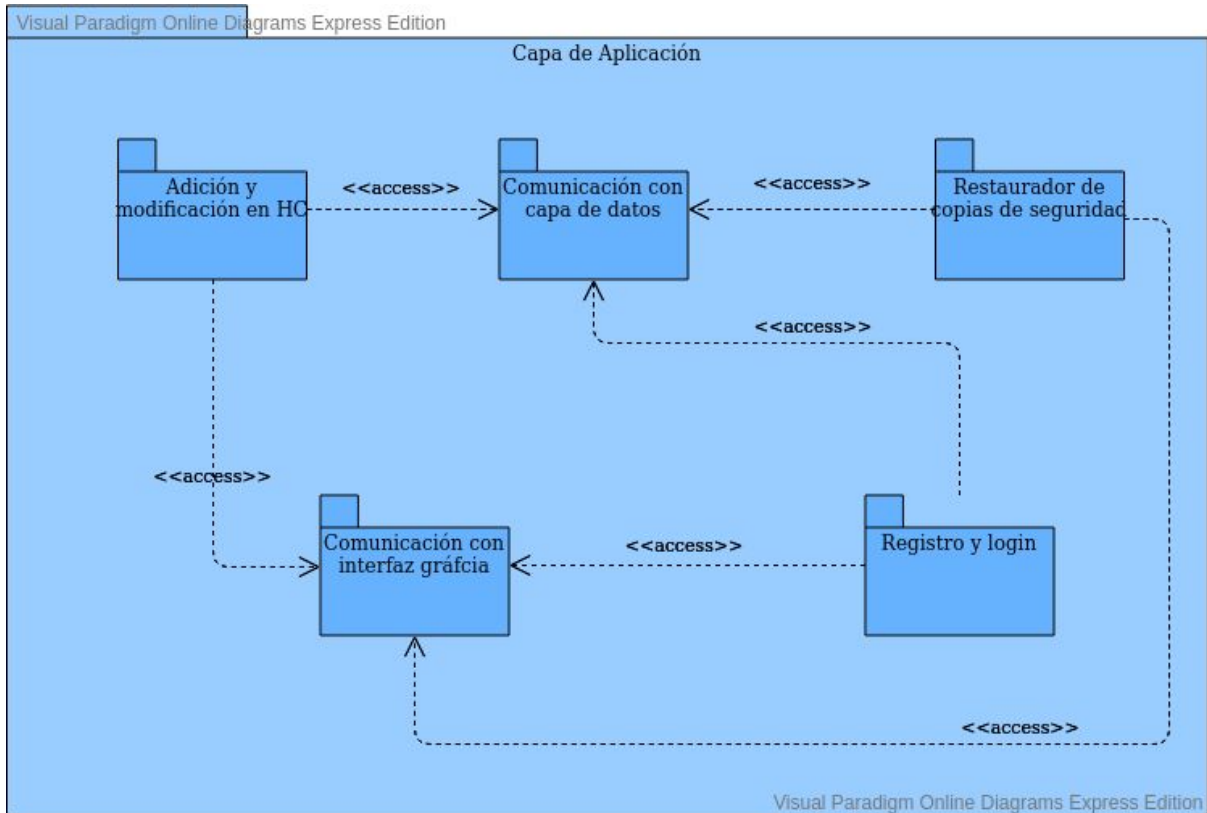 Visual Paradigm Online Diagrams Express Edition
Capa de Aplicación
Adición y
modificación en HC
<<access>>
Comunicación con
capa de datos
<<access>>
Restaurador de
copias de seguridad
<<access>>
<<access>>
Comunicación con
interfaz gráfcia
<<access>>
Registro y login
<<access>>
Visual Paradigm Online Diagrams Express Edition